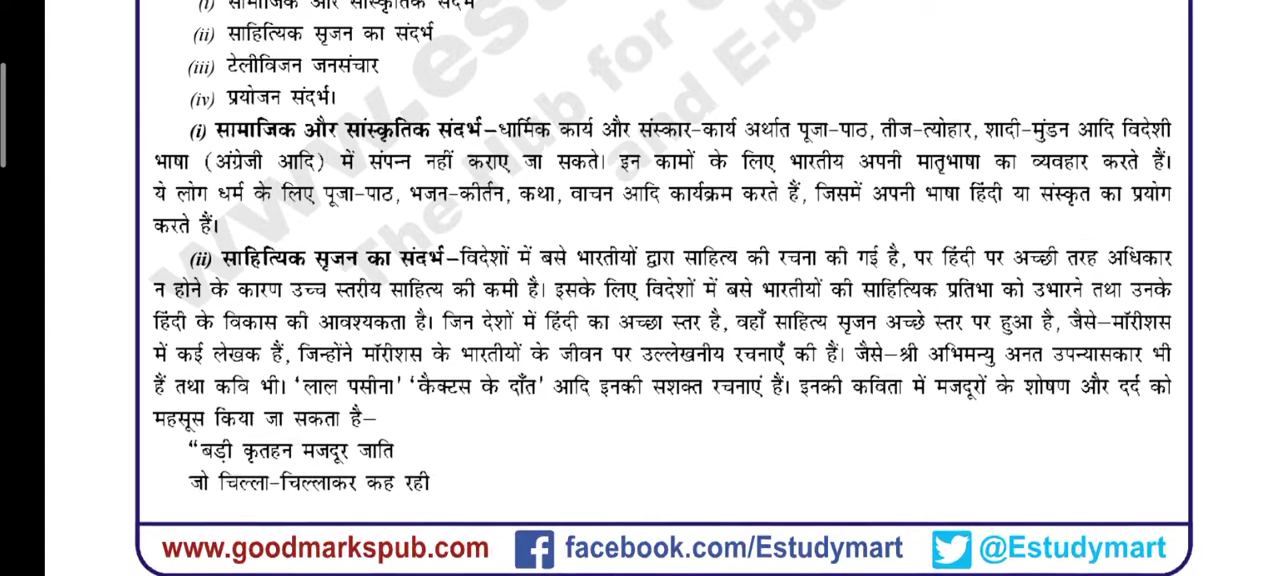 (i) सामाजिक और सांस्कृतिक संदर्भ
(ii) साहित्यिक सृजन का संदर्भ
(iii) टेलीविजन जनसंचार
(iv) प्रयोजन संदर्भ।
(i) सामाजिक और सांस्कृतिक संदर्भ–धार्मिक कार्य और संस्कार-कार्य अर्थात पूजा-पाठ, तीज-त्योहार, शादी-मुंडन आदि विदेशी
भाषा (अंग्रेजी आदि) में संपन्न नहीं कराए जा सकते। इन कामों के लिए भारतीय अपनी मातृभाषा का व्यवहार करते हैं।
ये लोग धर्म के लिए पूजा-पाठ, भजन-कीर्तन, कथा, वाचन आदि कार्यक्रम करते हैं, जिसमें अपनी भाषा हिंदी या संस्कृत का प्रयोग
करते हैं।
(ii) साहित्यिक सृजन का संदर्भ–विदेशों में बसे भारतीयों द्वारा साहित्य की रचना की गई है, पर हिंदी पर अच्छी तरह अधिकार
न होने के कारण उच्च स्तरीय साहित्य की कमी है। इसके लिए विदेशों में बसे भारतीयों की साहित्यिक प्रतिभा को उभारने तथा उनके
हिंदी के विकास की आवश्यकता है। जिन देशों में हिंदी का अच्छा स्तर है, वहाँ साहित्य सृजन अच्छे स्तर पर हुआ है, जैसे–मॉरीशस
में कई लेखक हैं, जिन्होंने मॉरीशस के भारतीयों के जीवन पर उल्लेखनीय रचनाएँ की हैं। जैसे–श्री अभिमन्यु अनत उपन्यासकार भी
हैं तथा कवि भी। ‘लाल पसीना’ ‘कैक्टस के दाँत’ आदि इनकी सशक्त रचनाएं हैं। इनकी कविता में मजदूरों के शोषण और दर्द को
महसूस किया जा सकता है–
“बड़ी कृतहन मजदूर जाति
जो चिल्ला-चिल्लाकर कह रही
www.goodmarkspub.com facebook.com/Estudymart @Estudymart